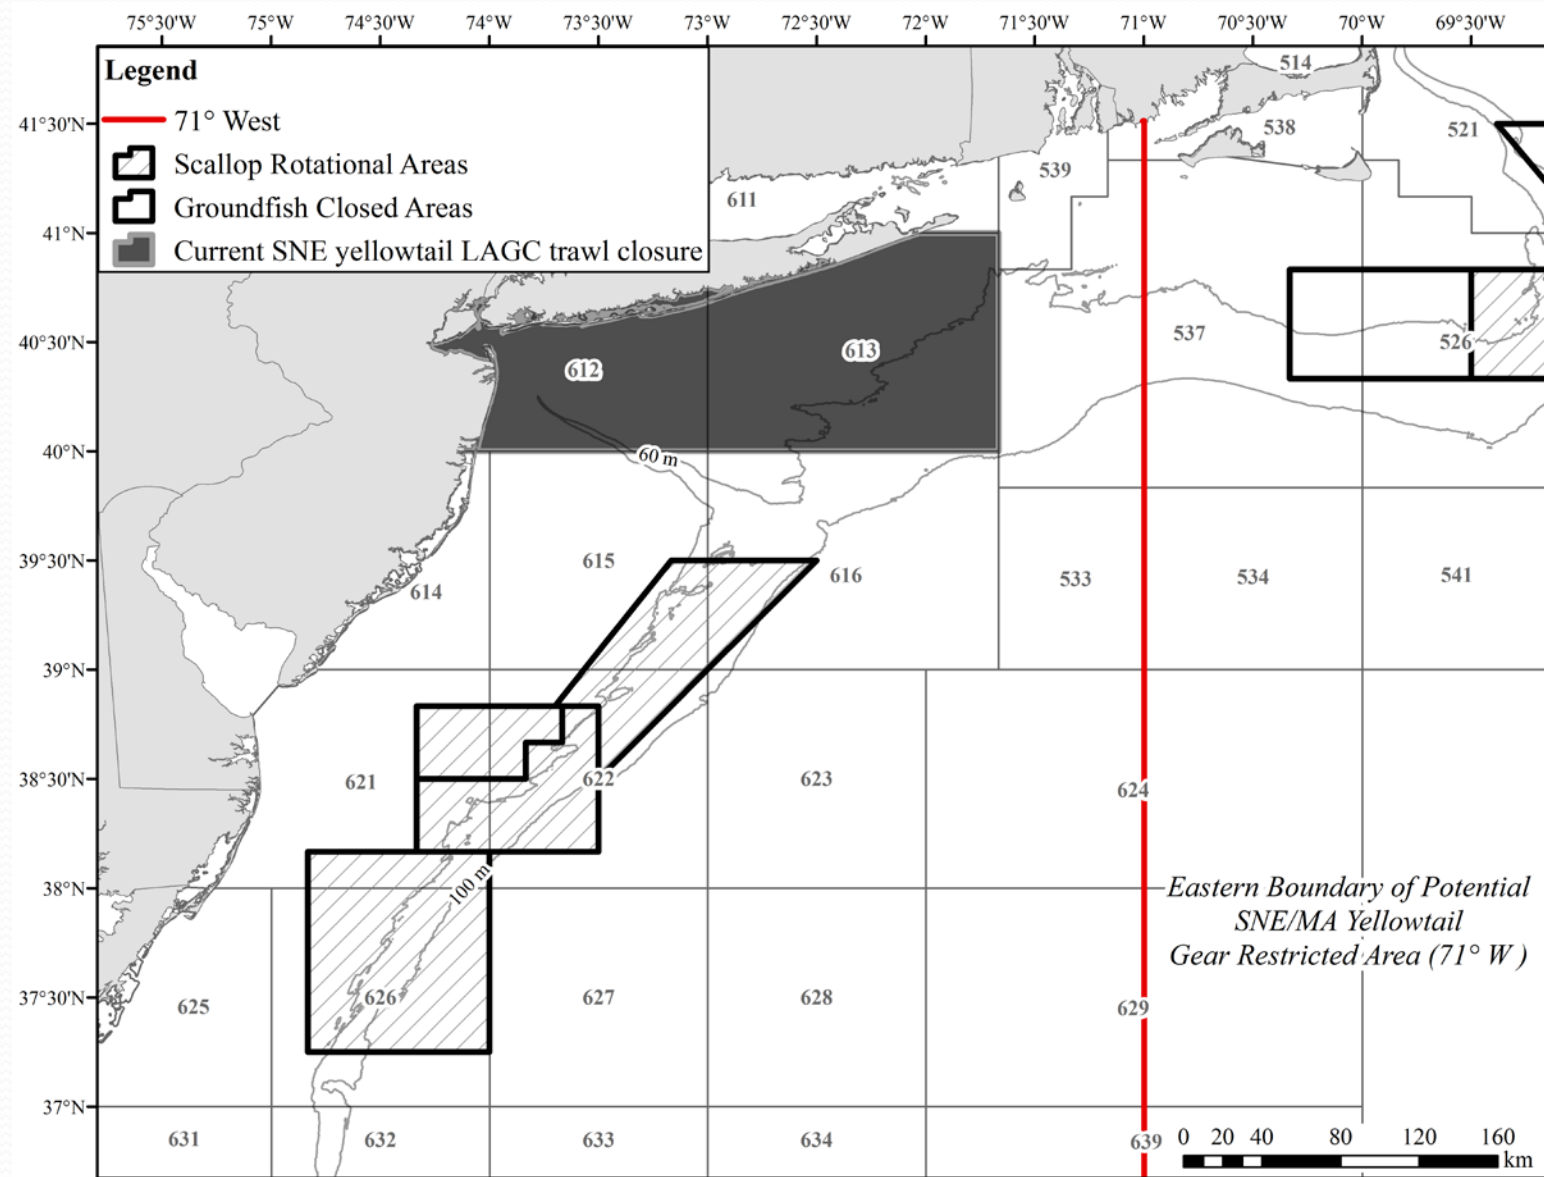 75°30'W 75°W 74°30'W 74°W 73°30'W 73°W 72°30'W 72°W 71°30'W 71°W 70°30'W 70°W 69°30'W
Legend
71° West
Scallop Rotational Areas
Groundfish Closed Areas
Current SNE yellowtail LAGC trawl closure
514
41°30'N
538
521
539
611
41°N
537
40°30'N
526
613
612
40°N
60 m
39°30'N
615
616
533
534
541
614
39°N
38°30'N
621
622
623
624
100 m
38°N
Eastern Boundary of Potential
SNE/MA Yellowtail
Gear Restricted Area (71° W )
37°30'N
625
626
627
628
629
37°N
631
632
633
634
639
0 20 40 80 120 160
km